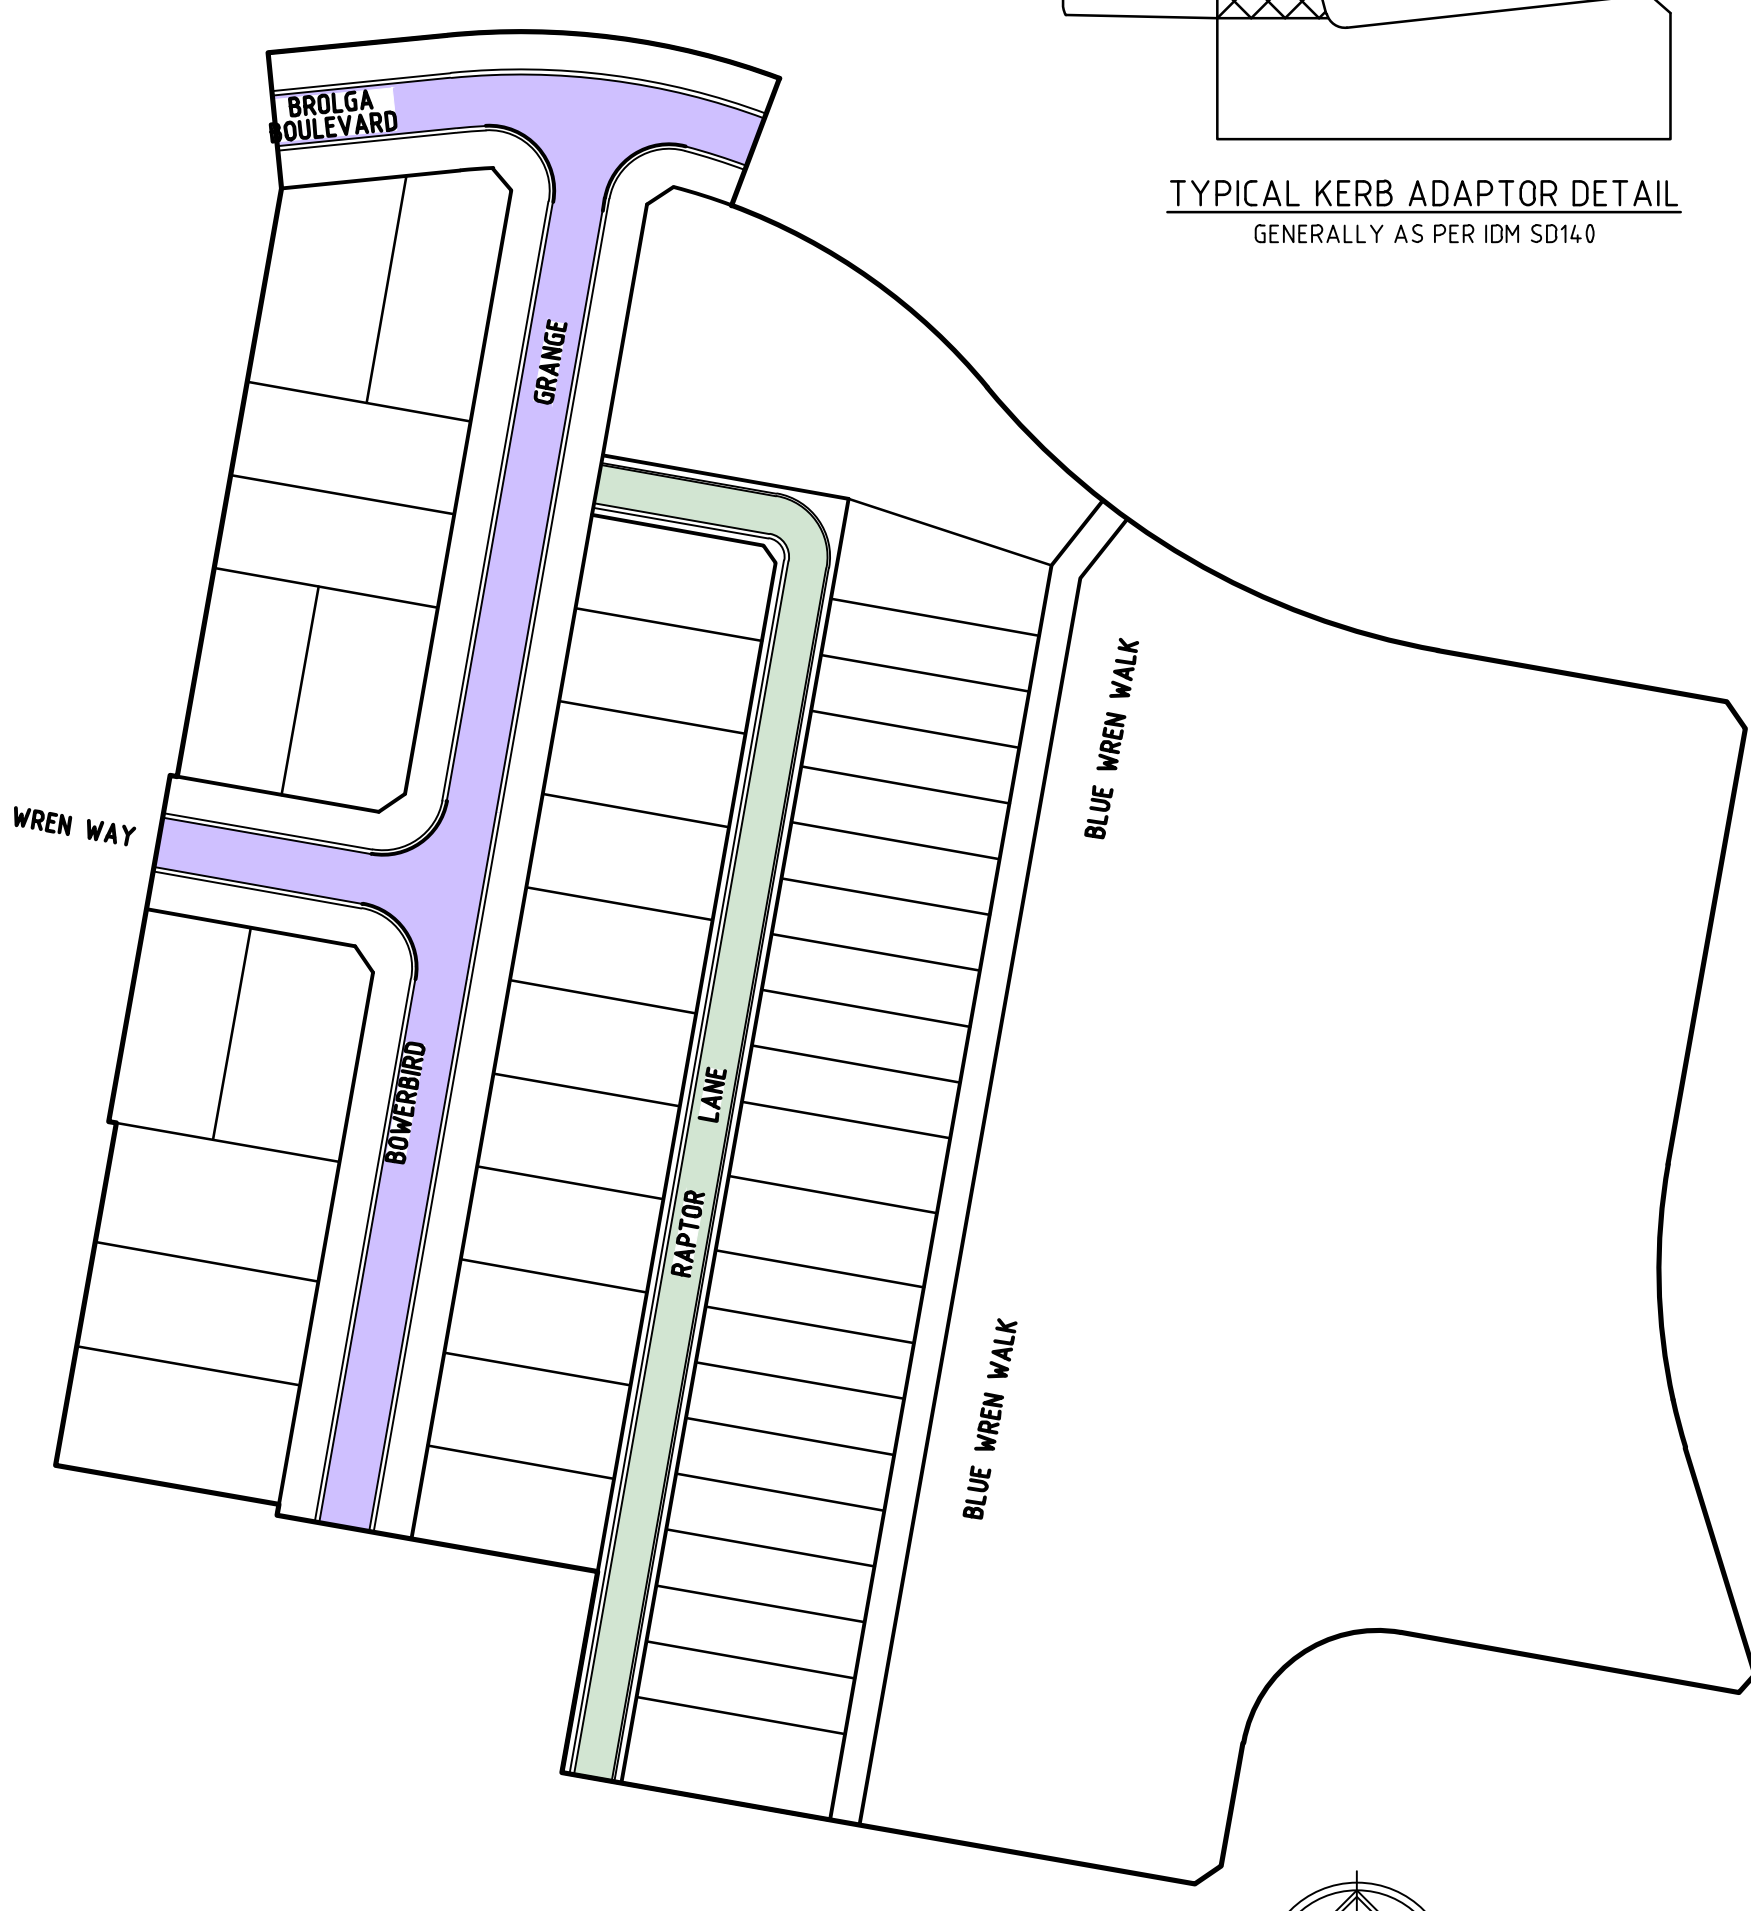 BROLGA
BOULEVARD
TYPICAL KERB ADAPTOR DETAIL
GENERALLY AS PER IDM SD140
GRANGE
WREN WAY
BLUE WREN WALK
BOWERBIRD
LANE
RAPTOR
BLUE WREN WALK